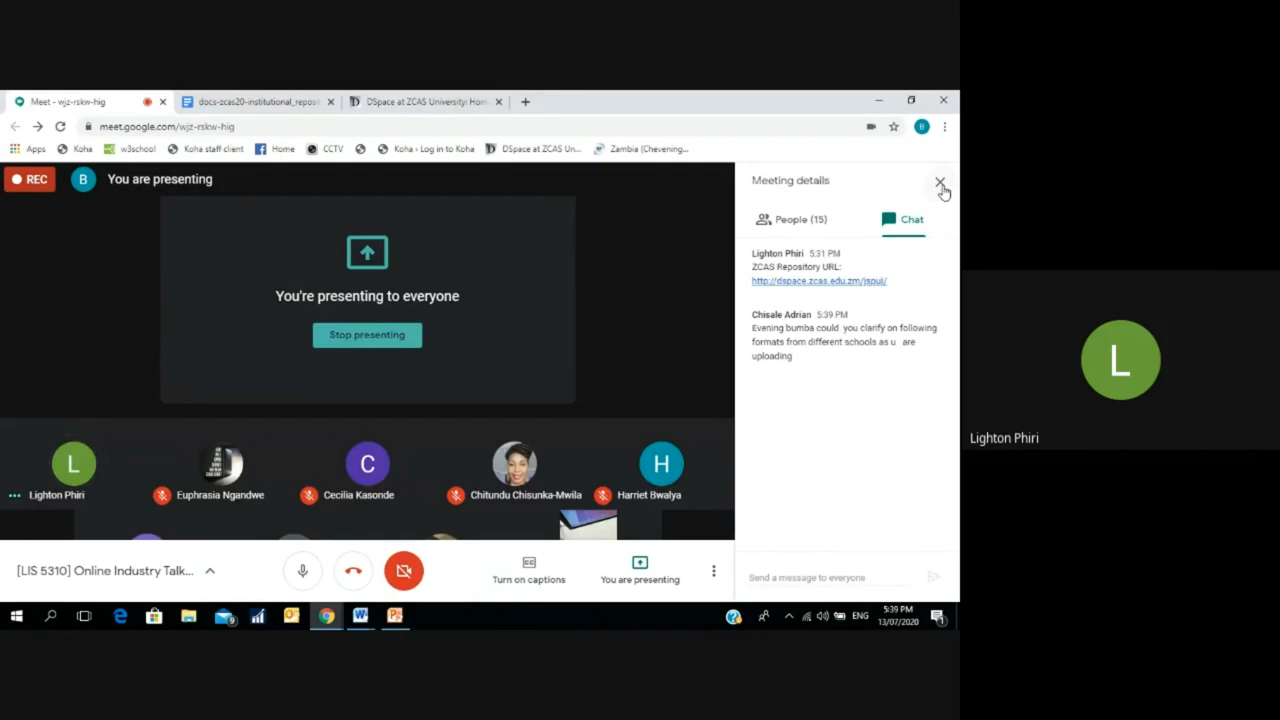 Meet - wjz-rskw-hig
docs-zcas20-institutional_reposit
DSpace at ZCAS University: Hom
meet.google.com/wjz-rskw-hig
B
Apps Koha w3school Koha staff client Home CCTV Koha › Log in to Koha DSpace at ZCAS Un... Zambia (Chevening...
REC
B
You are presenting
You're presenting to everyone
Stop presenting
Meeting details
People (15)
Chat
Lighton Phiri 5:31 PM
ZCAS Repository URL:
http://dspace.zcas.edu.zm/jspui/
Chisale Adrian 5:39 PM
Evening bumba could you clarify on following
formats from different schools as u are
uploading
L
C
H
Lighton Phiri
Euphrasia Ngandwe
Cecilia Kasonde
Chitundu Chisunka-Mwila
Harriet Bwalya
[LIS 5310] Online Industry Talk...
Turn on captions
You are presenting
Send a message to everyone
ENG
5:39 PM
13/07/2020
L
Lighton Phiri